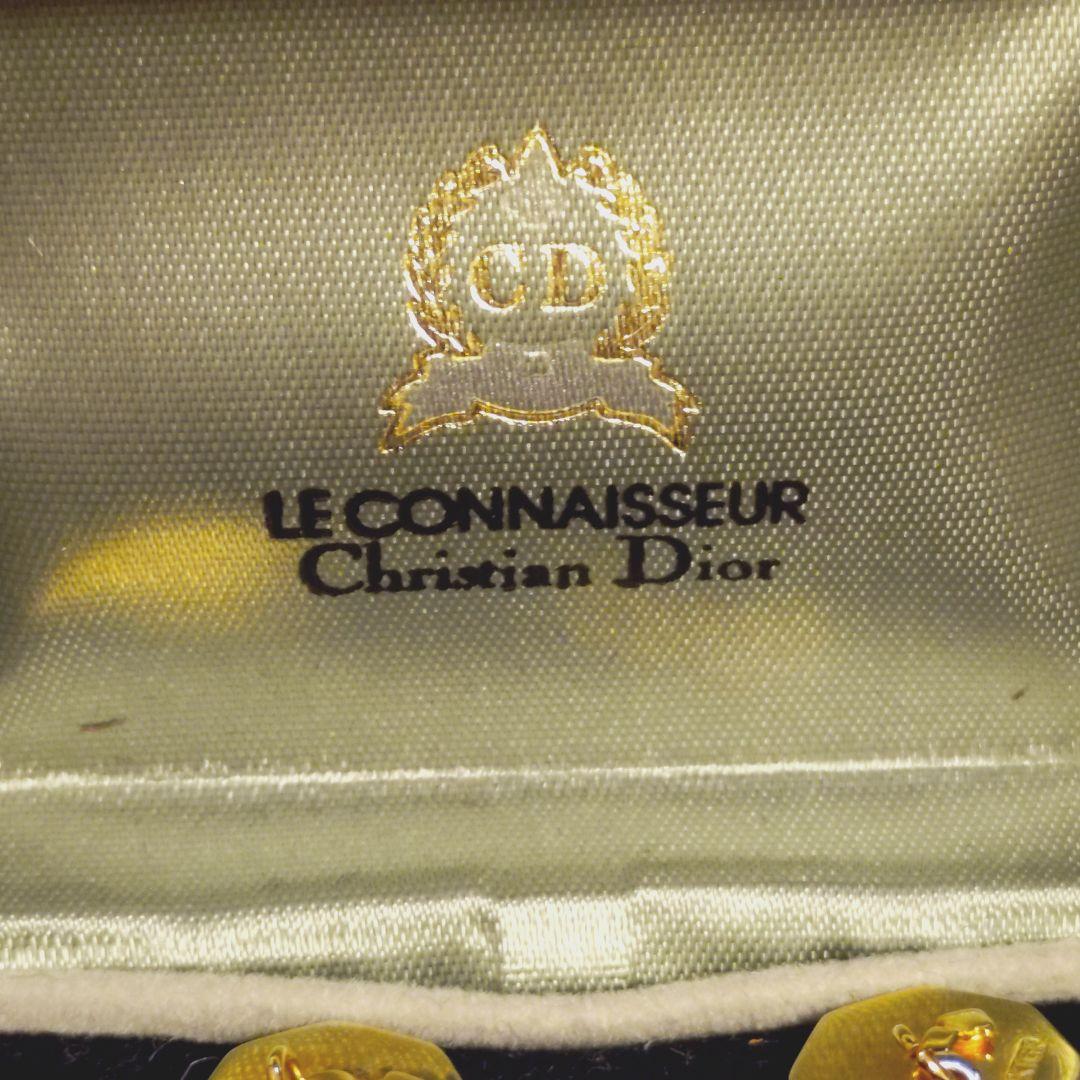 CD
LE CONNAISSEUR
Christian Dior